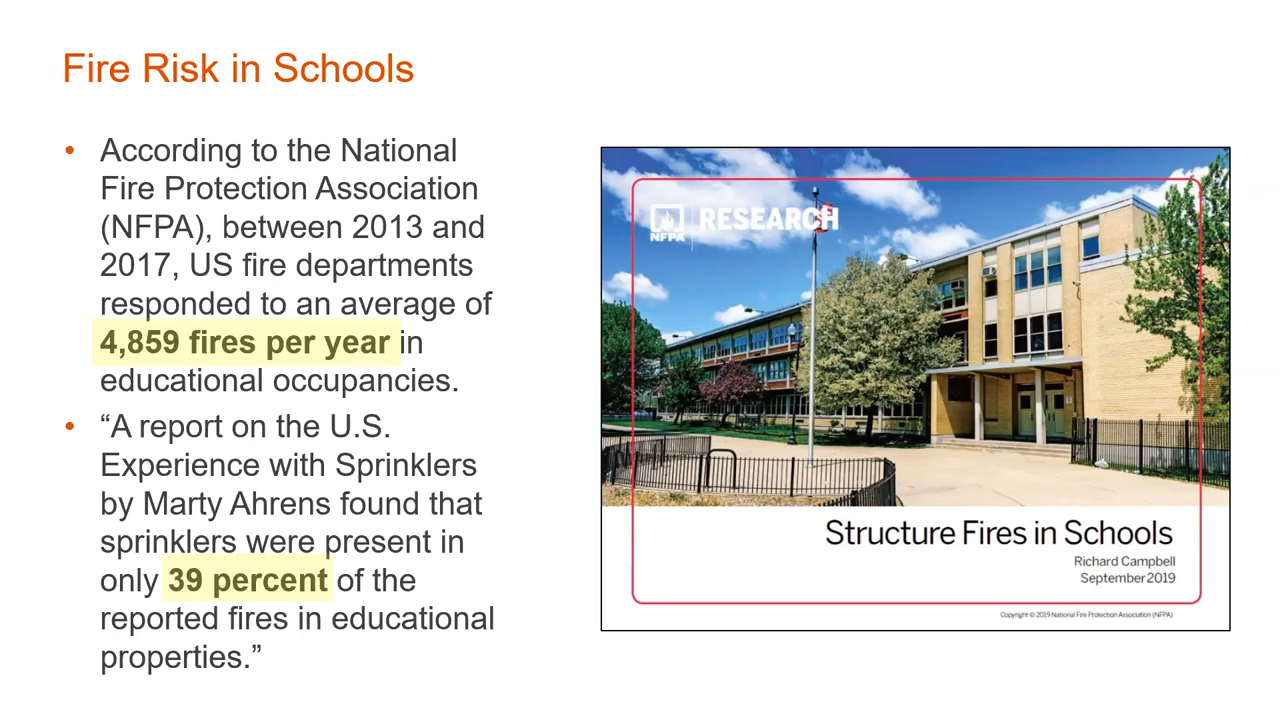 Fire Risk in Schools
• According to the National
Fire Protection Association
(NFPA), between 2013 and
2017, US fire departments
responded to an average of
4,859 fires per year in
educational occupancies.
• “A report on the U.S.
Experience with Sprinklers
by Marty Ahrens found that
sprinklers were present in
only 39 percent of the
reported fires in educational
properties.”
NFPA
RESEARCH
Structure Fires in Schools
Richard Campbell
September 2019
Copyright © 2019 National Fire Protection Association (NFPA)